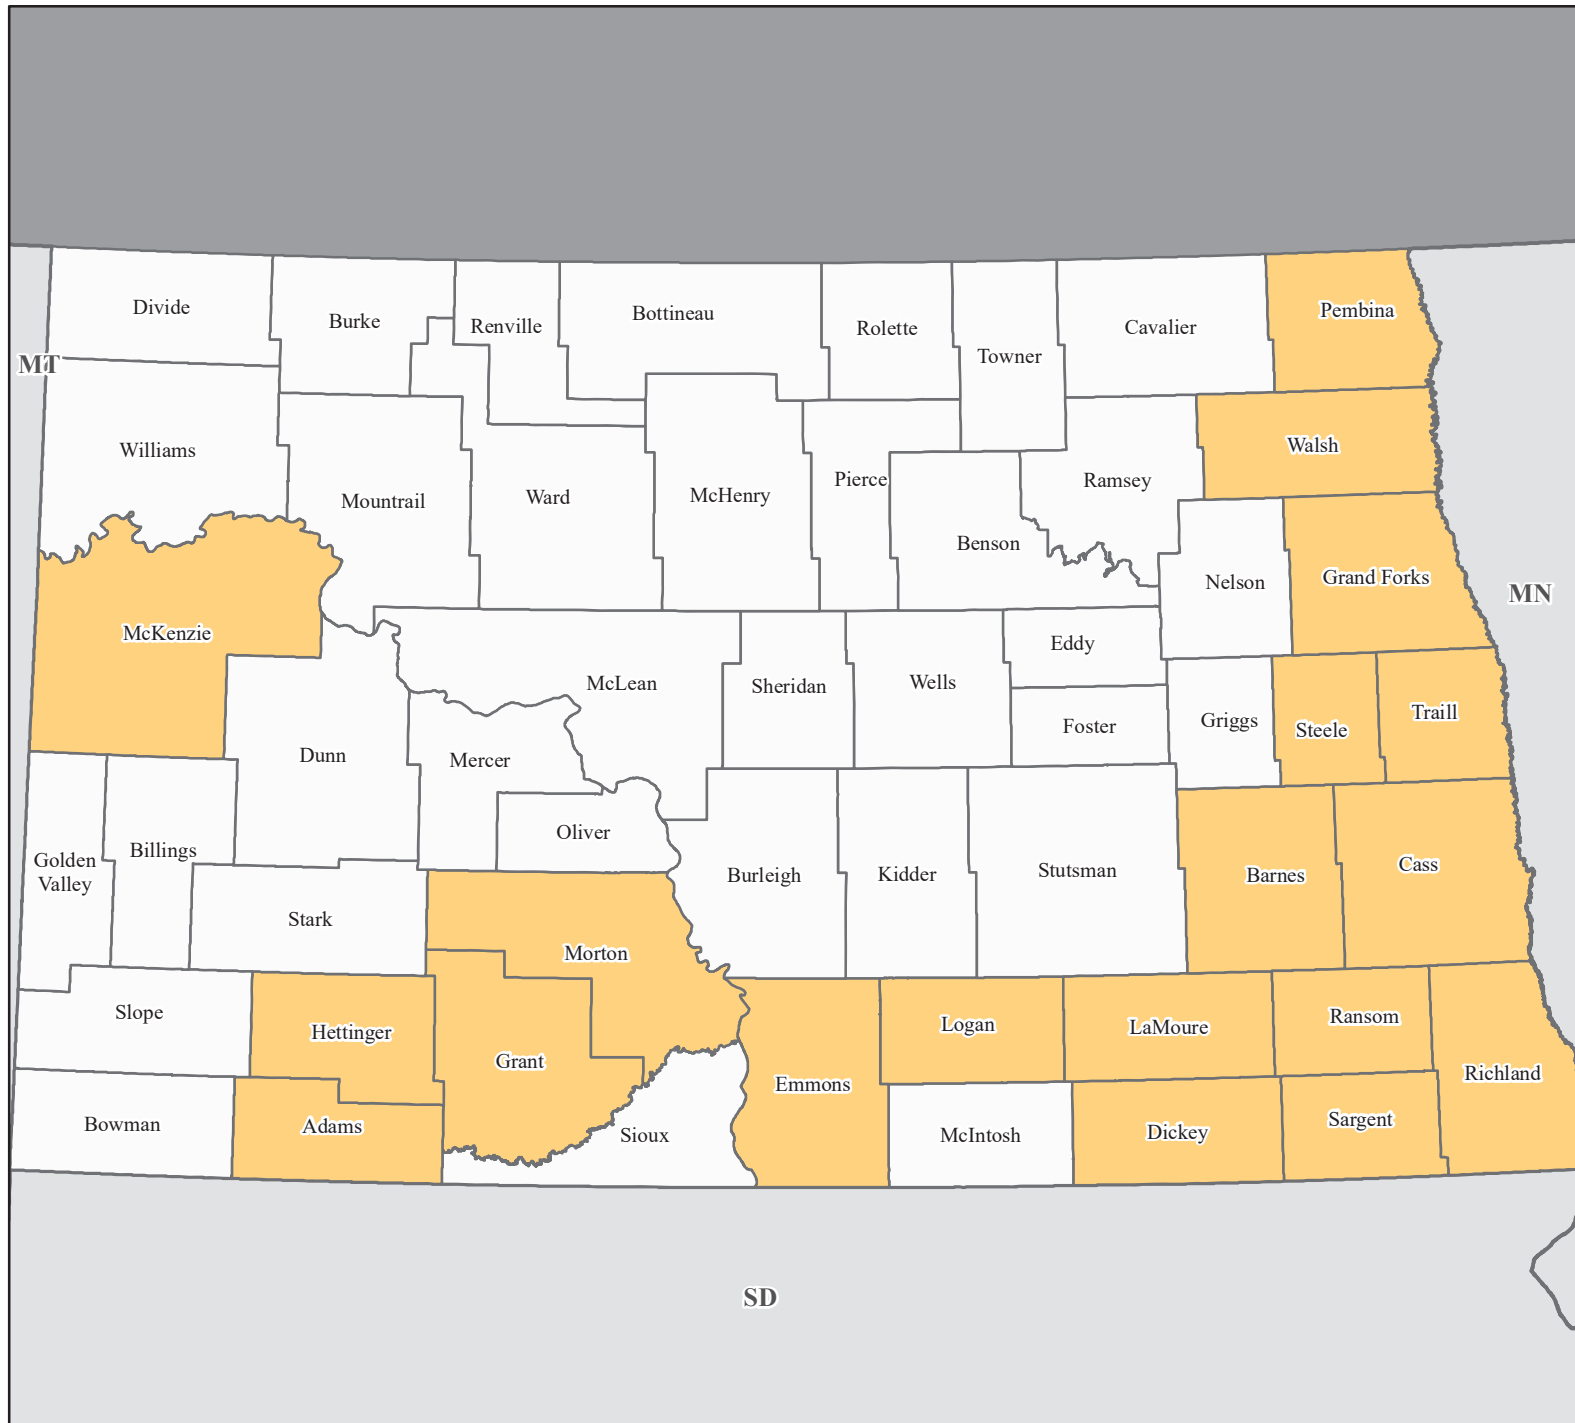 Divide
Burke
Renville
Bottineau
Rolette
Towner
Cavalier
Pembina
MT
Williams
Mountrail
Ward
McHenry
Pierce
Benson
Ramsey
Walsh
Nelson
Grand Forks
MN
McKenzie
Dunn
McLean
Mercer
Oliver
Sheridan
Wells
Eddy
Foster
Griggs
Steele
Traill
Golden
Valley
Billings
Stark
Morton
Burleigh
Kidder
Stutsman
Barnes
Cass
Slope
Hettinger
Grant
Emmons
Logan
LaMoure
Ransom
Richland
Bowman
Adams
Sioux
McIntosh
Dickey
Sargent
SD